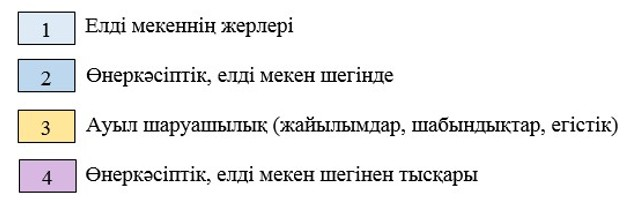 1 Елді мекеннің жерлері
2 Өнеркәсіптік, елді мекен шегінде
3 Ауыл шаруашылық (жайылымдар, шабындықтар, егістік)
4 Өнеркәсіптік, елді мекен шегінен тысқары